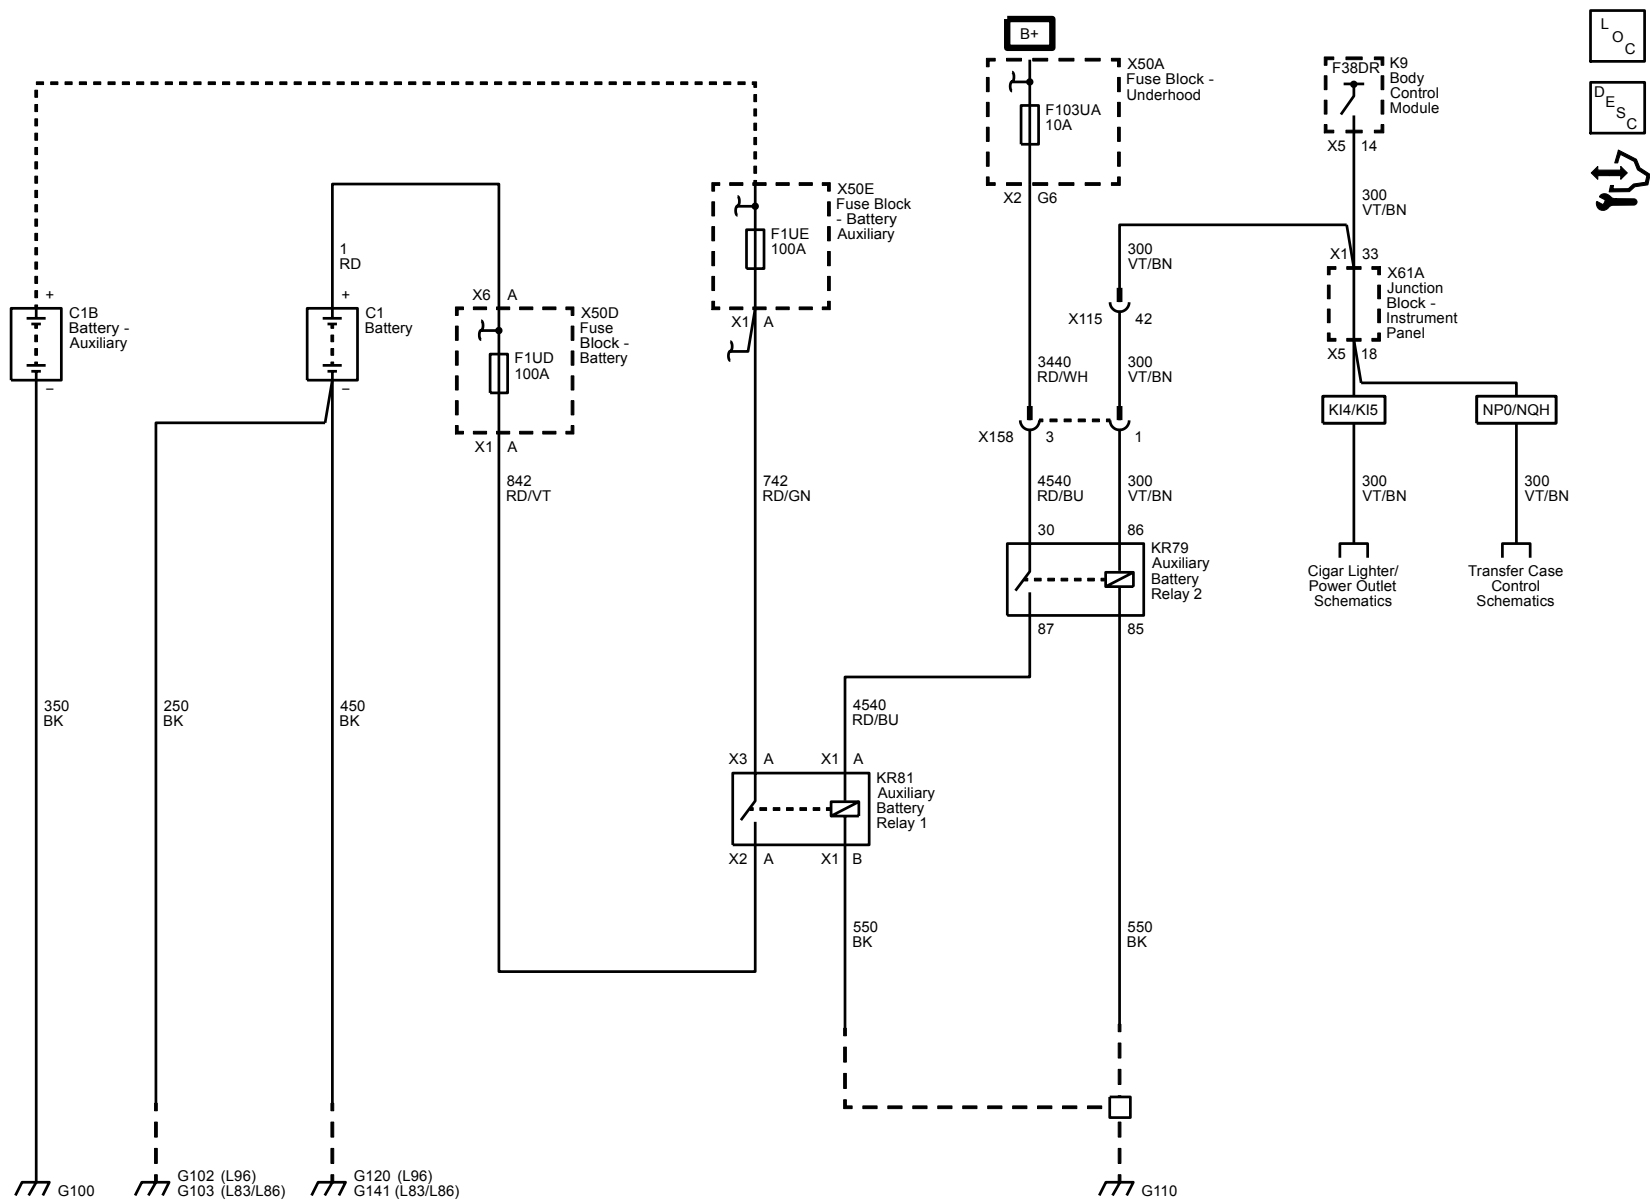 B+
L
O
C
D
E
S
C
X50A
Fuse Block -
Underhood
F103UA
10A
X2 G6
F38DR
K9
Body
Control
Module
X5 14
300
VT/BN
X1 33
X61A
Junction
Block -
Instrument
Panel
X5 18
KI4/KI5
NP0/NQH
300
VT/BN
300
VT/BN
Cigar Lighter/
Power Outlet
Schematics
Transfer Case
Control
Schematics
300
VT/BN
X115 42
3440
RD/WH
300
VT/BN
X158 3 1
4540
RD/BU
300
VT/BN
30 86
KR79
Auxiliary
Battery
Relay 2
87 85
X50E
Fuse Block
- Battery
Auxiliary
F1UE
100A
X1 A
742
RD/GN
1
RD
+
C1B
Battery -
Auxiliary
–
+
C1
Battery
–
X6 A
X50D
Fuse
Block -
Battery
F1UD
100A
X1 A
842
RD/VT
350
BK
250
BK
450
BK
4540
RD/BU
X3 A X1 A
KR81
Auxiliary
Battery
Relay 1
X2 A X1 B
550
BK
550
BK
G100
G102 (L96)
G103 (L83/L86)
G120 (L96)
G141 (L83/L86)
G110